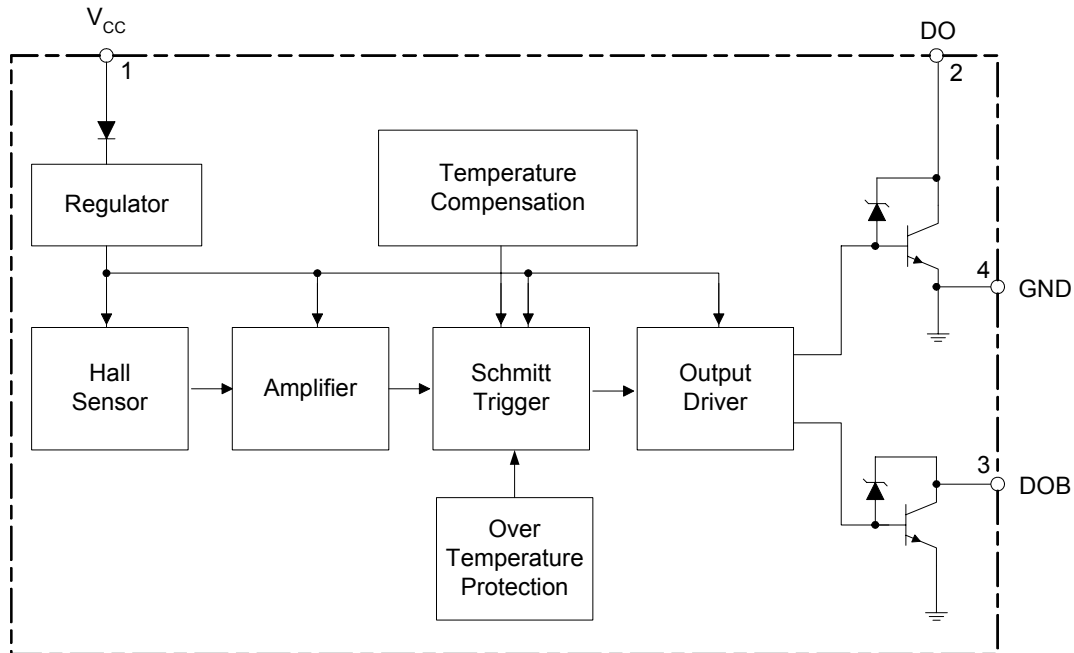 VCC
DO
1
2
Temperature
Compensation
Regulator
4
GND
Hall
Sensor
Amplifier
Schmitt
Trigger
Output
Driver
3
DOB
Over
Temperature
Protection